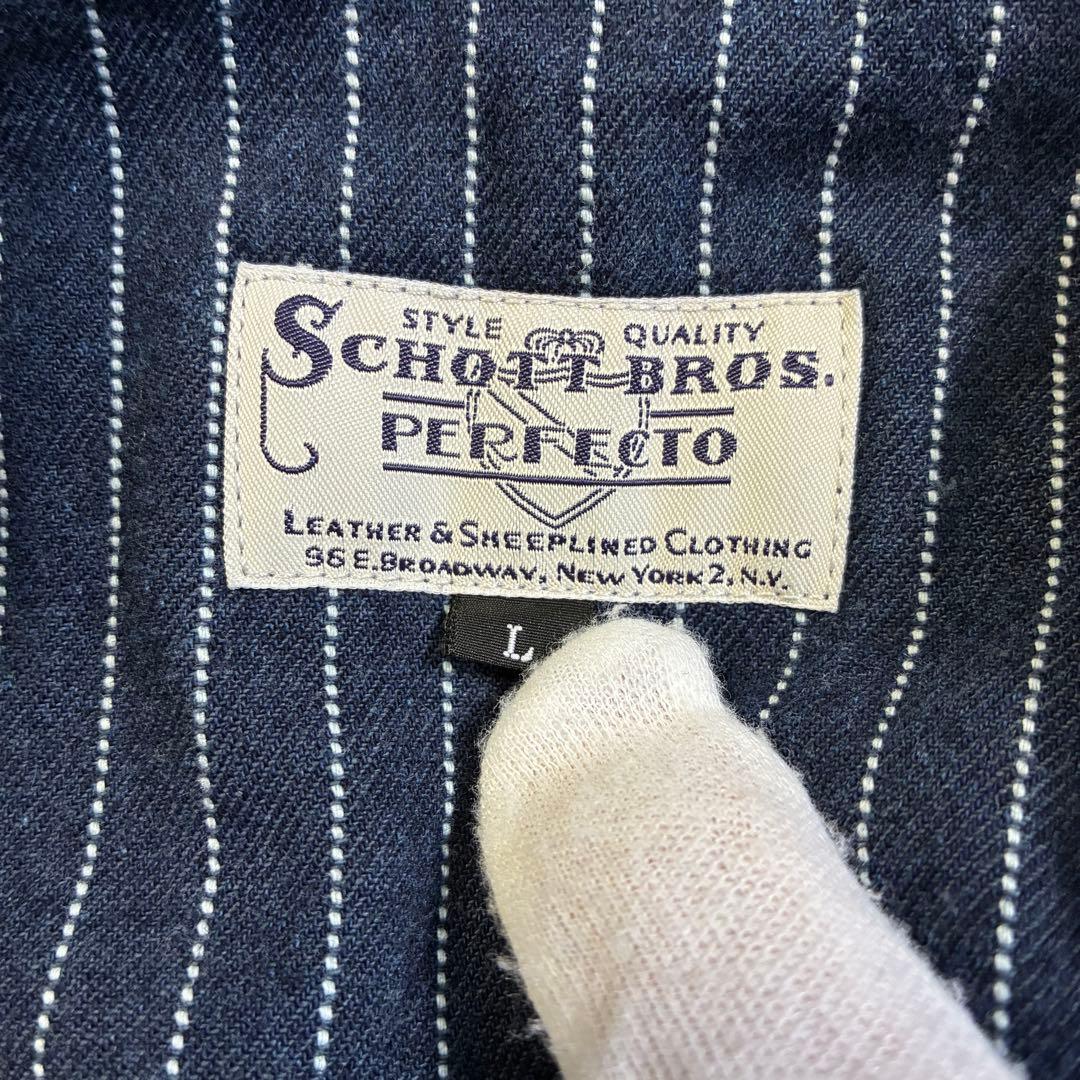 STYLE QUALITY
SCHOTT BROS.
PERFECTO
LEATHER & SHEEPLINED CLOTHING
96 E. BROADWAY, NEW YORK 2, N.Y.
L